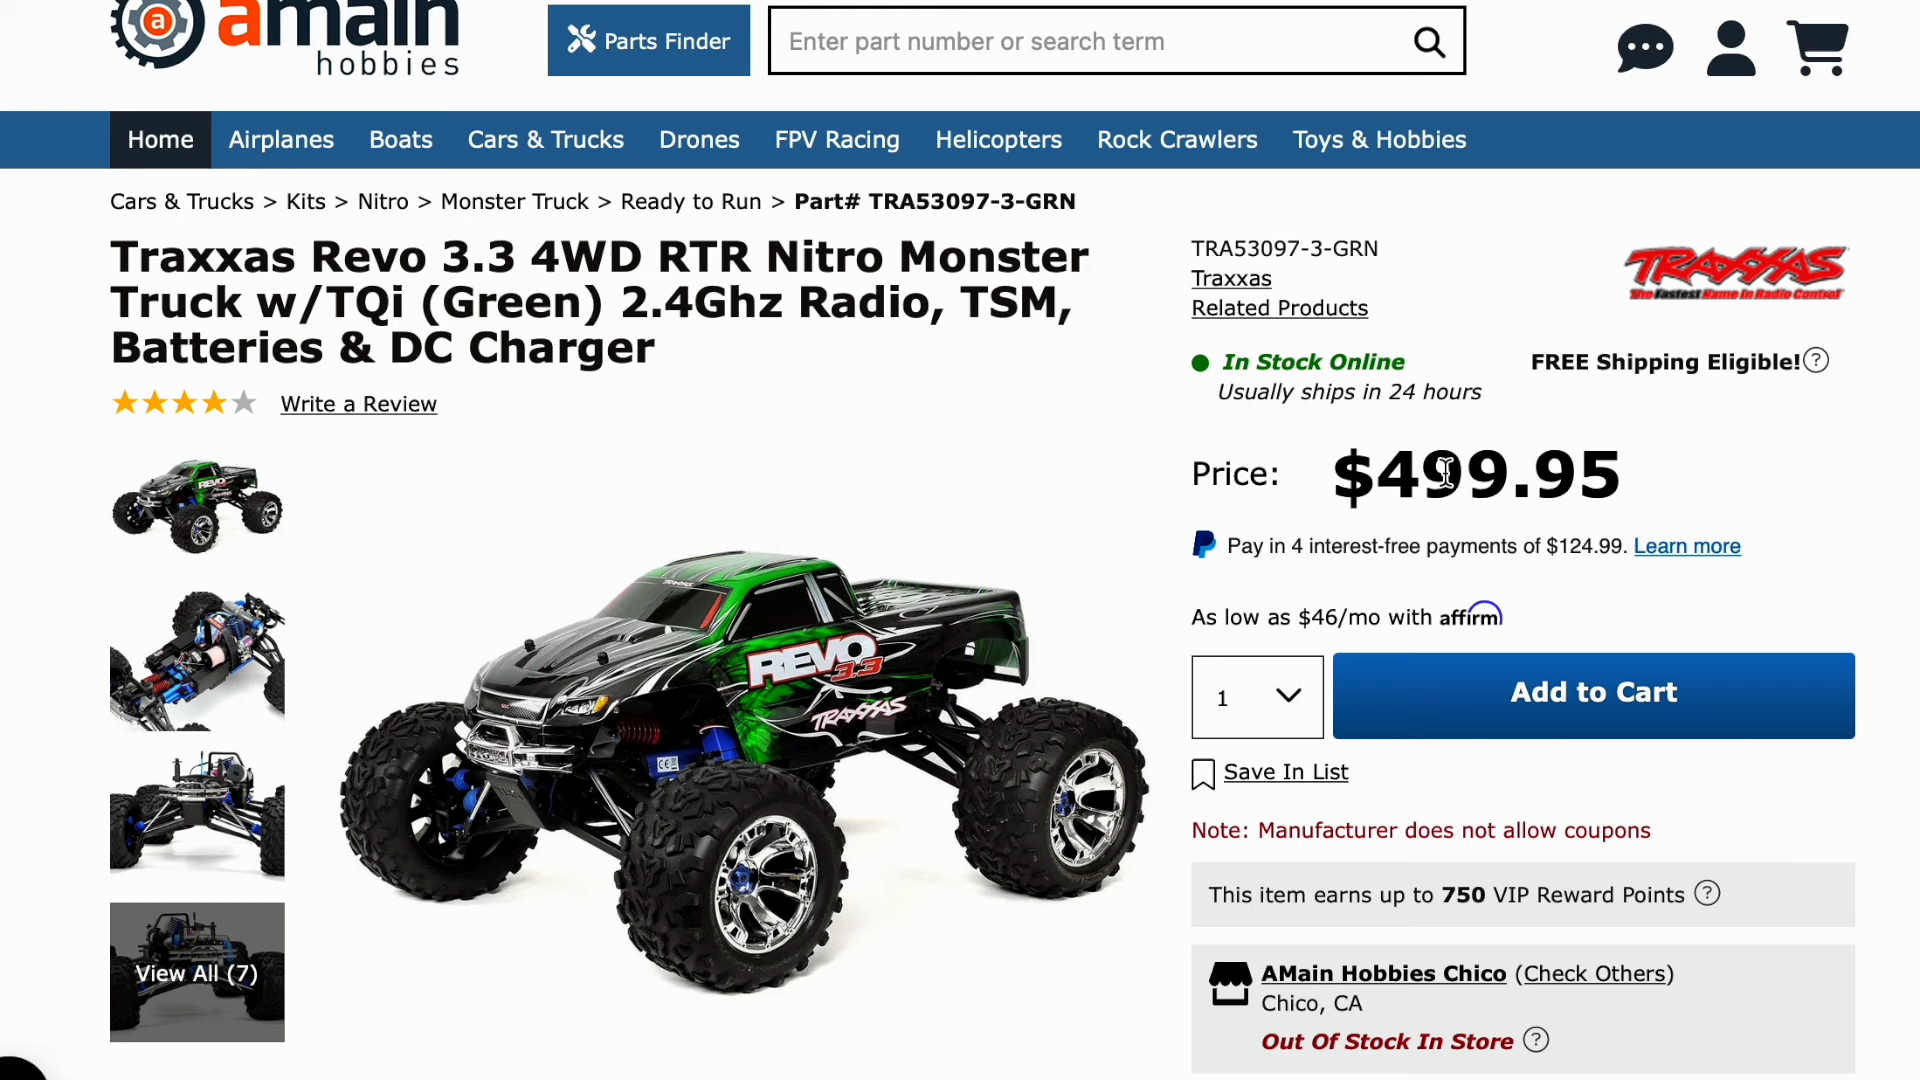 amain
hobbies
Parts Finder
Enter part number or search term
Home Airplanes Boats Cars & Trucks Drones FPV Racing Helicopters Rock Crawlers Toys & Hobbies
Cars & Trucks > Kits > Nitro > Monster Truck > Ready to Run > Part# TRA53097-3-GRN
Traxxas Revo 3.3 4WD RTR Nitro Monster
Truck w/TQi (Green) 2.4Ghz Radio, TSM,
Batteries & DC Charger
Write a Review
REVO
View All (7)
TRAXXAS
REVO
3.3
TRAXXAS
TRA53097-3-GRN
Traxxas
Related Products
TRAXXAS
The Fastest Name in Radio Control
In Stock Online
Usually ships in 24 hours
FREE Shipping Eligible! ?
Price: $499.95
Pay in 4 interest-free payments of $124.99. Learn more
As low as $46/mo with affirm
1
Add to Cart
Save In List
Note: Manufacturer does not allow coupons
This item earns up to 750 VIP Reward Points ?
AMain Hobbies Chico (Check Others)
Chico, CA
Out Of Stock In Store ?